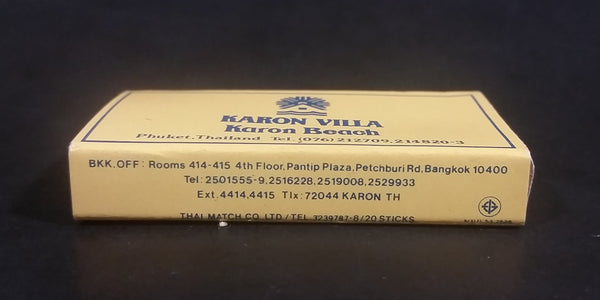 KARON VILLA
Karon Beach
Phuket.Thailand Tel.(076)212709,214820-3
BKK.OFF: Rooms 414-415 4th Floor,Pantip Plaza,Petchburi Rd,Bangkok 10400
Tel:2501555-9,2516228,2519008,2529933
Ext.4414,4415 Tlx:72044 KARON TH
THAI MATCH CO.,LTD/TEL 3239787-8/20 STICKS